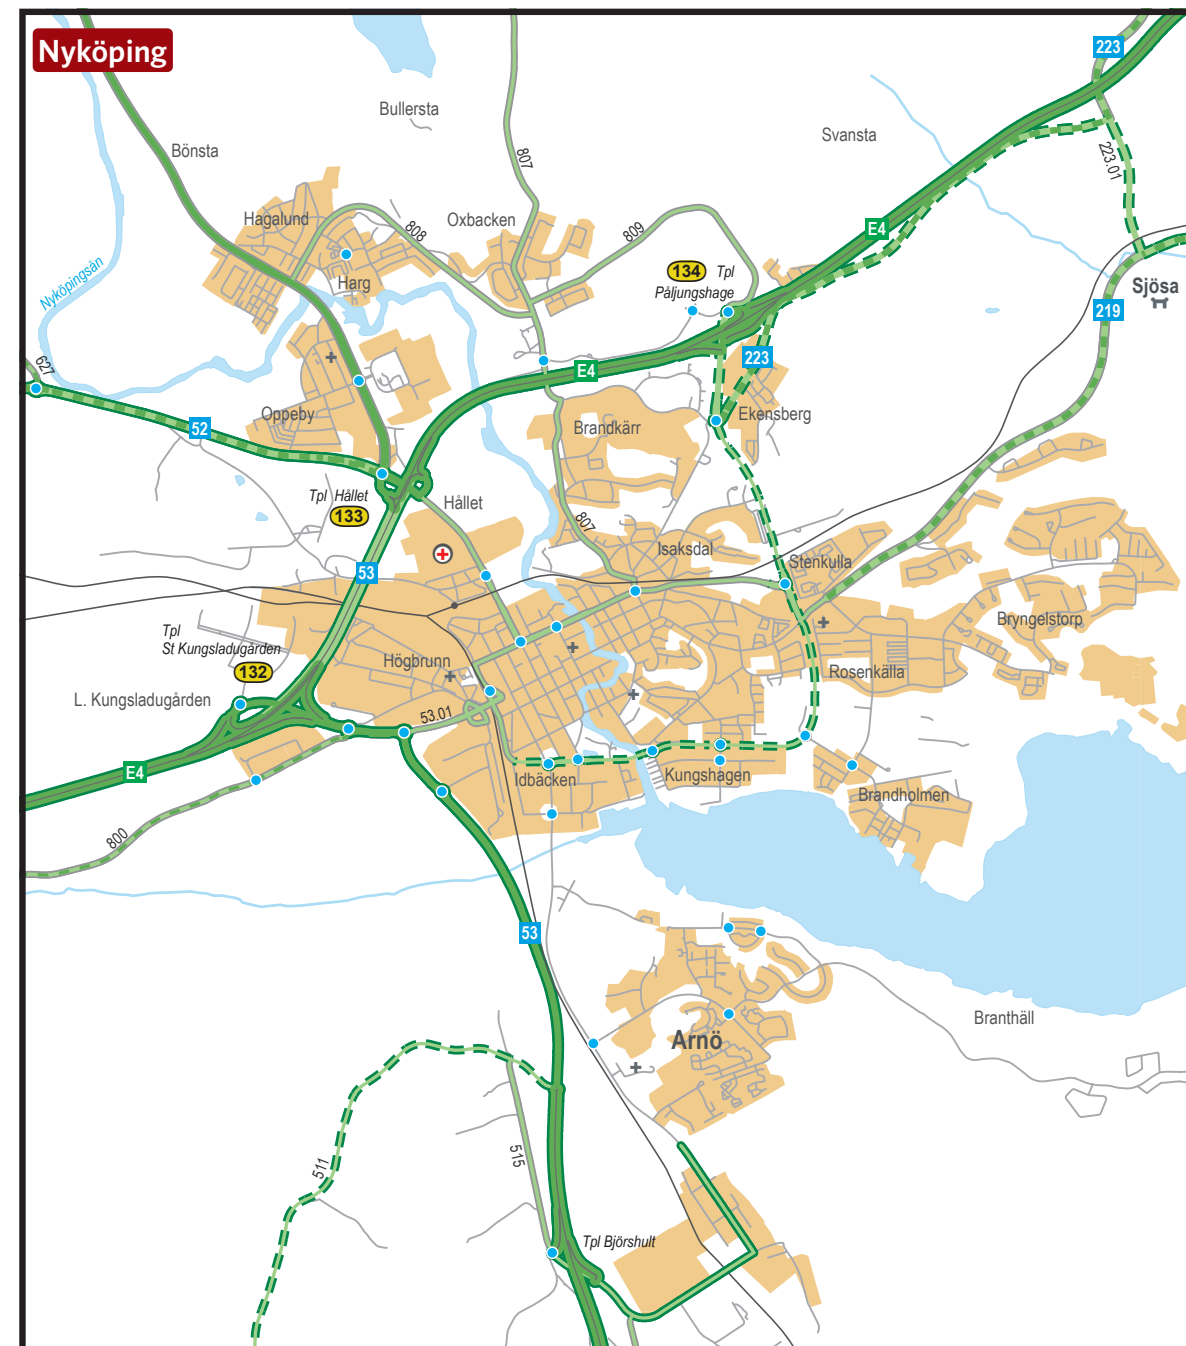 Nyköping
223
Bullersta
Svansta
Bönsta
807
223.01
Hagalund
Oxbacken
808
809
E4
Nyköpingsån
Harg
134 Tpl
Påljungshage
Sjösa
219
627
E4
223
52
Oppeby
Brandkärr
Ekensberg
Tpl Hållet
133
Hållet
807
Isaksdal
Stenkulla
53
Bryngelstorp
Tpl
St Kungsladugården
132
Högbrunn
Rosenkälla
L. Kungsladugården
53.01
E4
Idbäcken
Kungshagen
Brandholmen
800
53
Branthäll
Arnö
511
515
Tpl Björshult